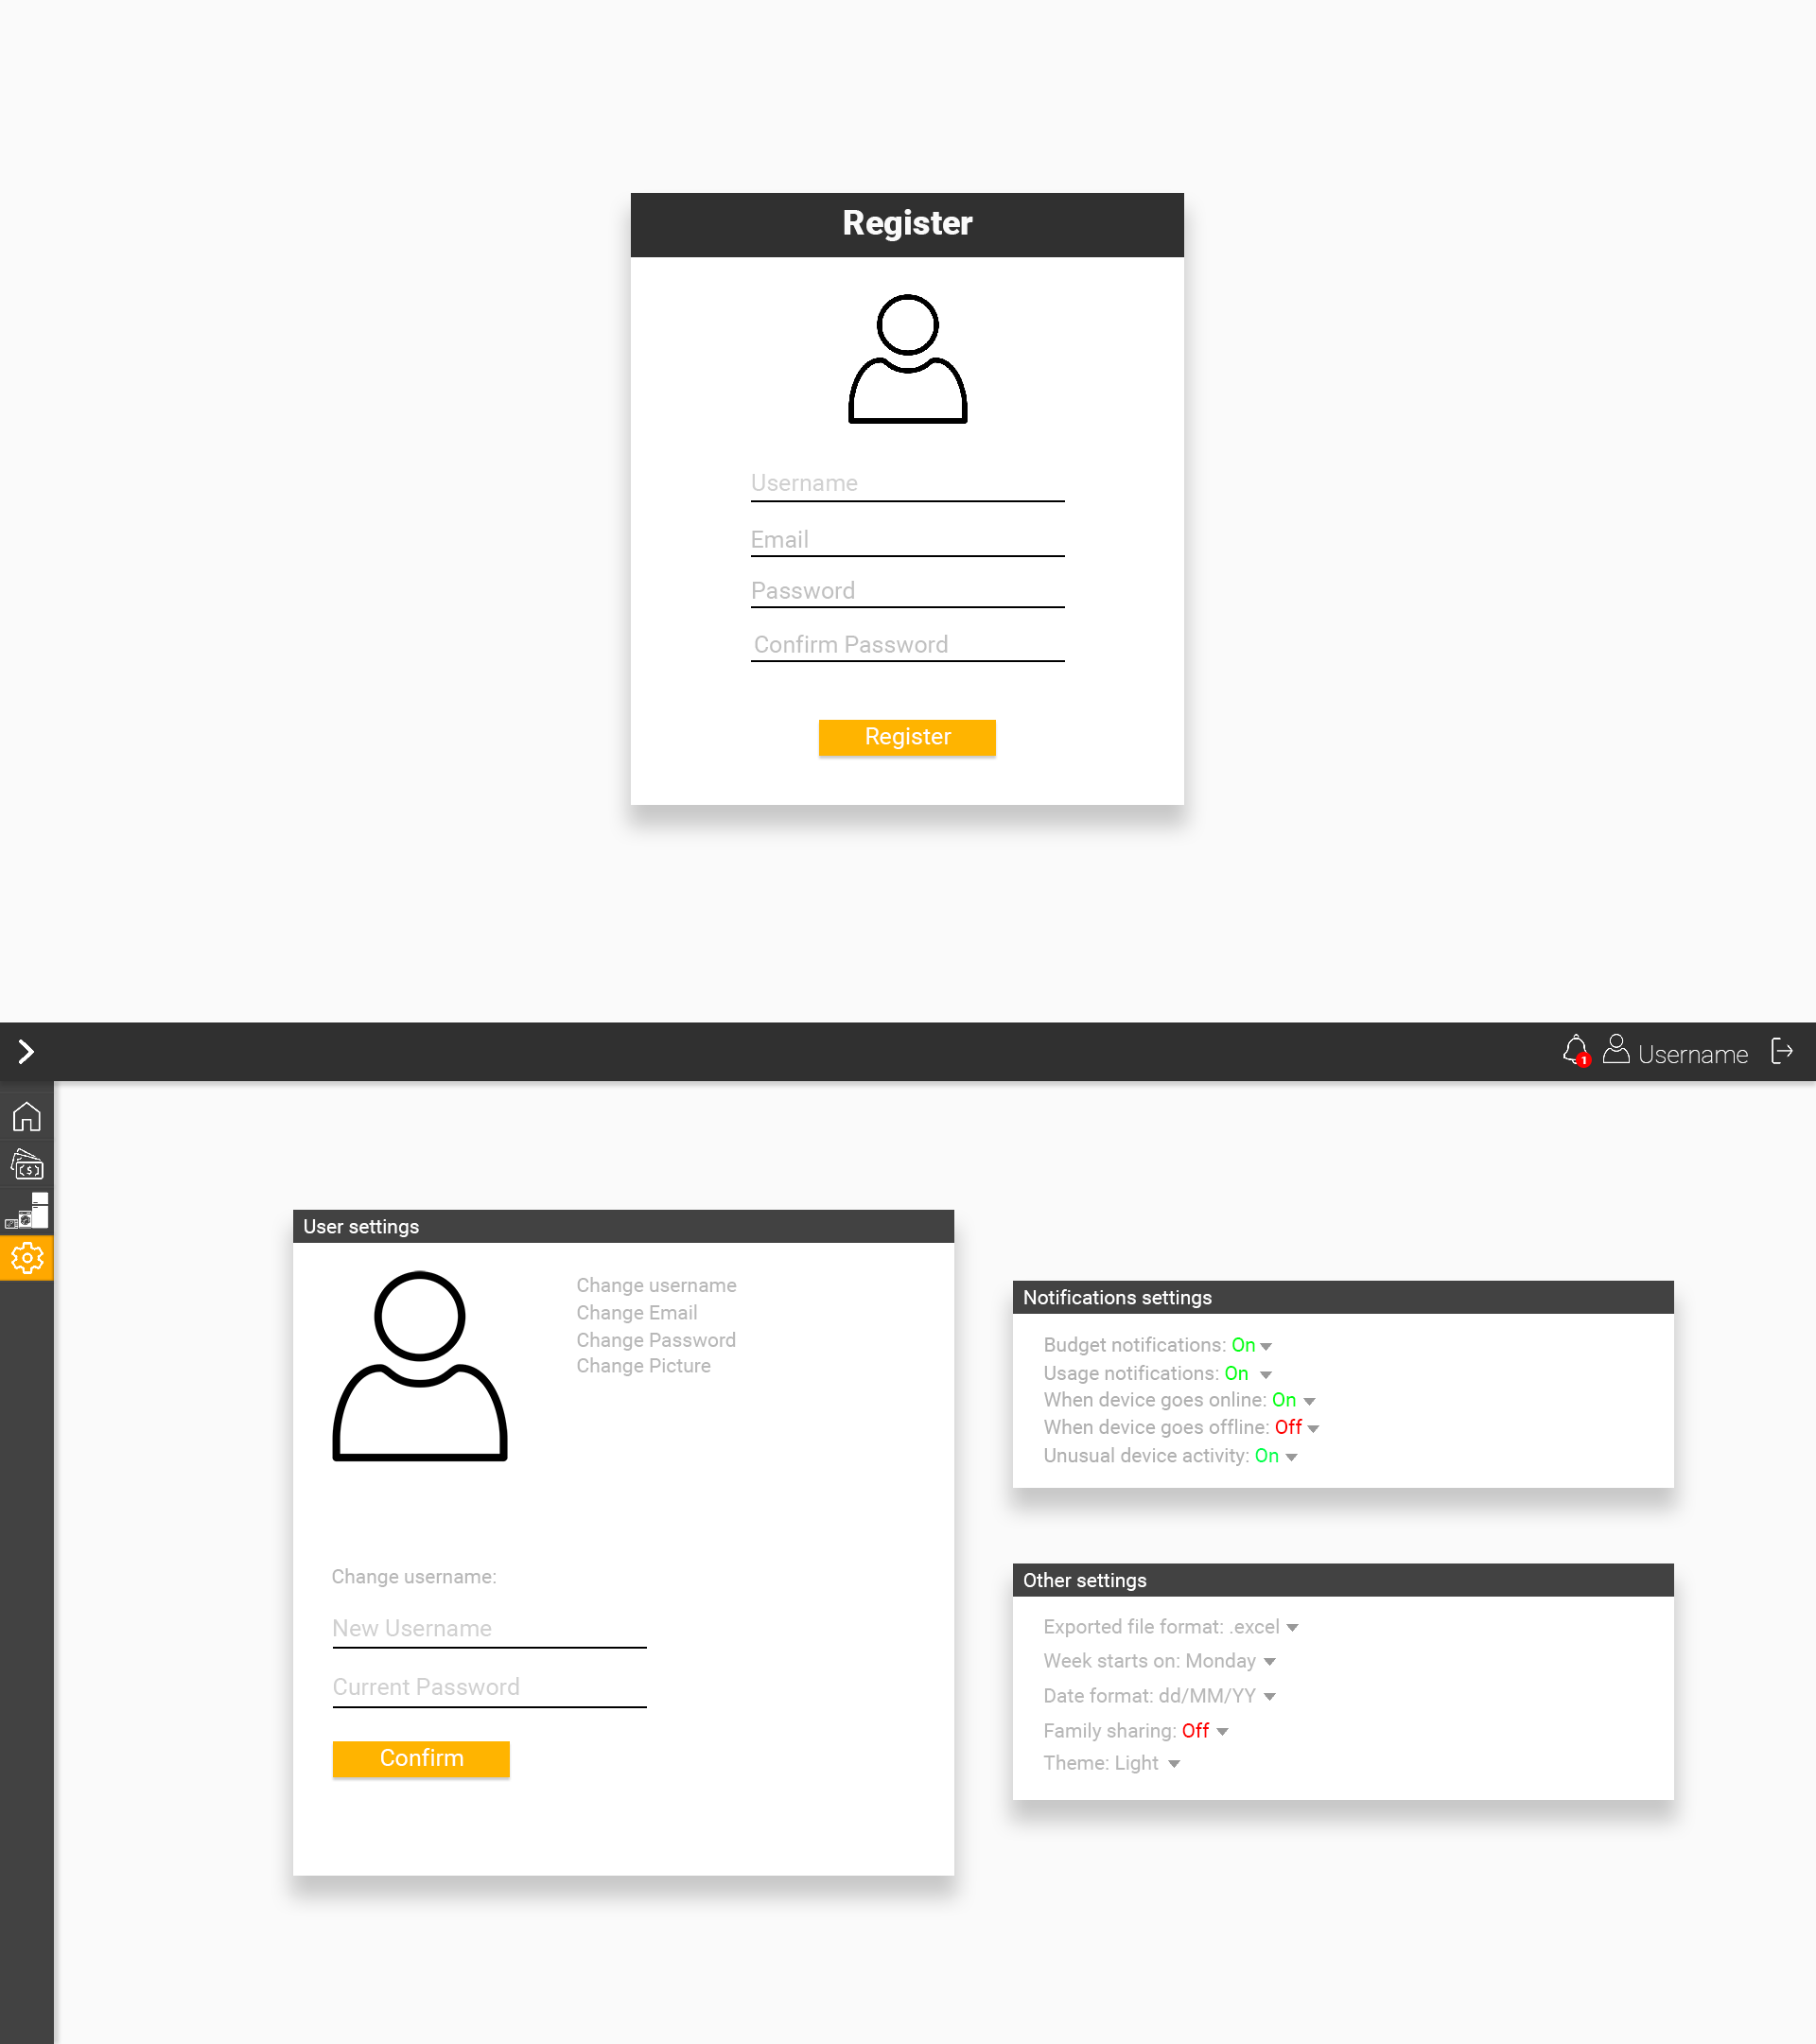 Register
Username
Email
Password
Confirm Password
Register
1
Username
$
User settings
Change username
Change Email
Change Password
Change Picture
Change username:
New Username
Current Password
Confirm
Notifications settings
Budget notifications: On
Usage notifications: On
When device goes online: On
When device goes offline: Off
Unusual device activity: On
Other settings
Exported file format: .excel
Week starts on: Monday
Date format: dd/MM/YY
Family sharing: Off
Theme: Light